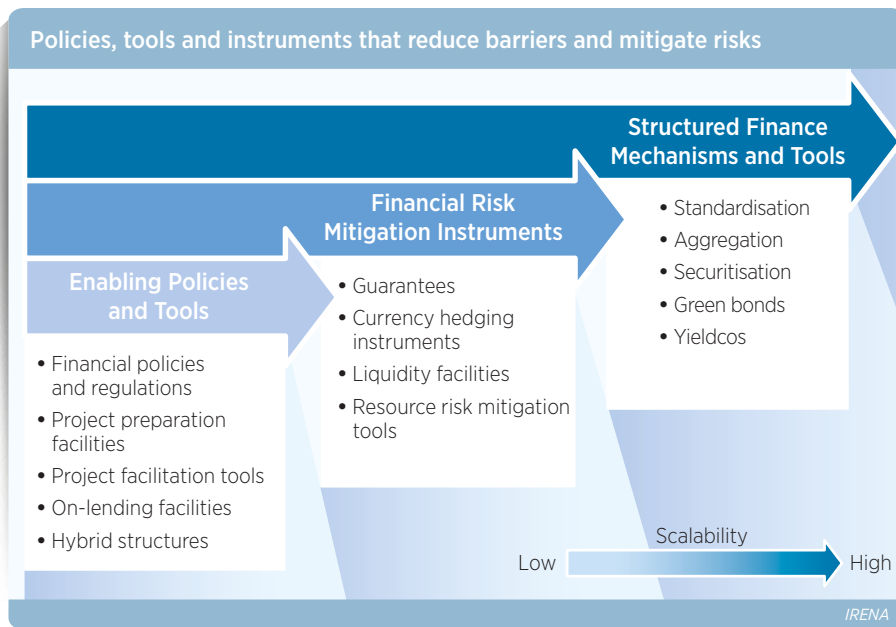 Policies, tools and instruments that reduce barriers and mitigate risks
Structured Finance
Mechanisms and Tools
• Standardisation
• Aggregation
• Securitisation
• Green bonds
• Yieldcos
Financial Risk
Mitigation Instruments
• Guarantees
• Currency hedging
instruments
• Liquidity facilities
• Resource risk mitigation
tools
Enabling Policies
and Tools
• Financial policies
and regulations
• Project preparation
facilities
• Project facilitation tools
• On-lending facilities
• Hybrid structures
Scalability
Low
High
IRENA